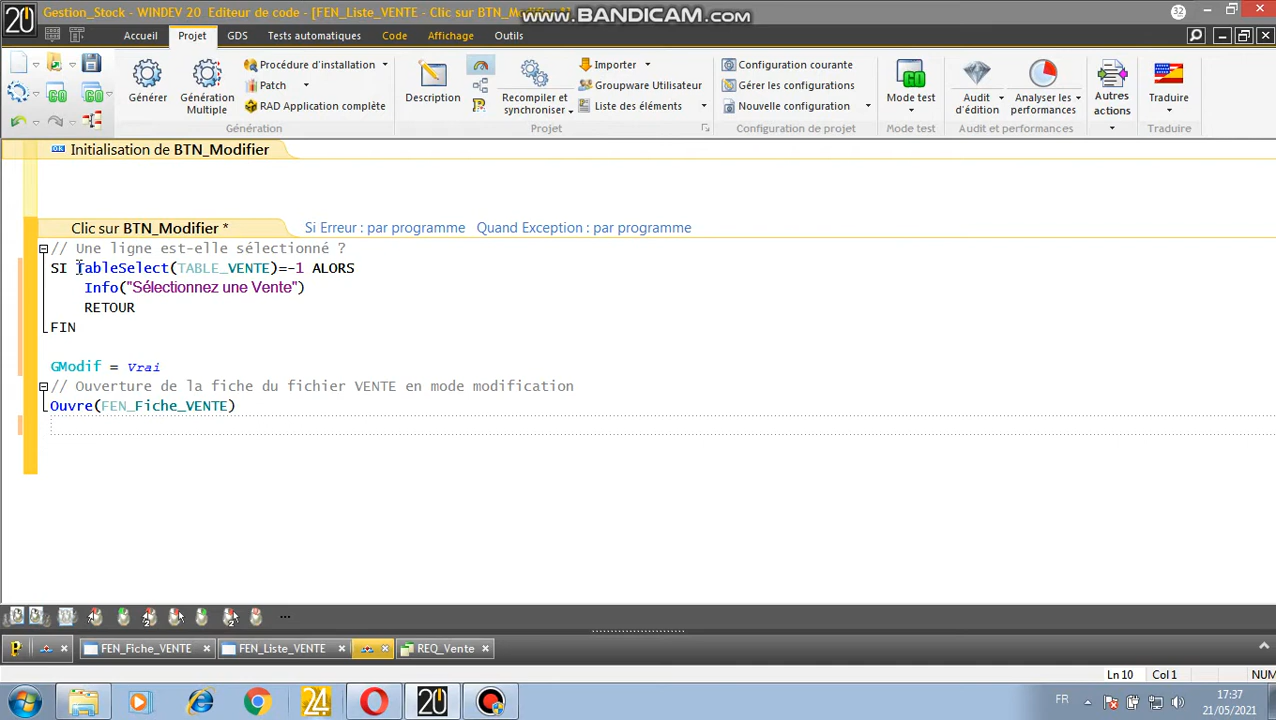 Gestion_Stock - WINDEV 20 Editeur de code - [FEN_Liste_VENTE - Clic sur BTN_Modifier *]
www.BANDICAM.com
32
20
Accueil Projet GDS Tests automatiques Code Affichage Outils
Procédure d'installation
Patch
RAD Application complète
Générer
Génération
Multiple
Génération
Description
Recompiler et
synchroniser
Importer
Groupware Utilisateur
Liste des éléments
Projet
Configuration courante
Gérer les configurations
Nouvelle configuration
Configuration de projet
GO
Mode test
Mode test
Audit
d'édition
Analyser les
performances
Audit et performances
Autres
actions
Traduire
Traduire
Initialisation de BTN_Modifier
Clic sur BTN_Modifier * Si Erreur : par programme Quand Exception : par programme
// Une ligne est-elle sélectionné ?
SI TableSelect(TABLE_VENTE)=-1 ALORS
Info("Sélectionnez une Vente")
RETOUR
FIN
GModif = Vrai
// Ouverture de la fiche du fichier VENTE en mode modification
Ouvre(FEN_Fiche_VENTE)
...
FEN_Fiche_VENTE FEN_Liste_VENTE REQ_Vente
Ln 10 Col 1 NUM
24 20 FR 17:37
21/05/2021